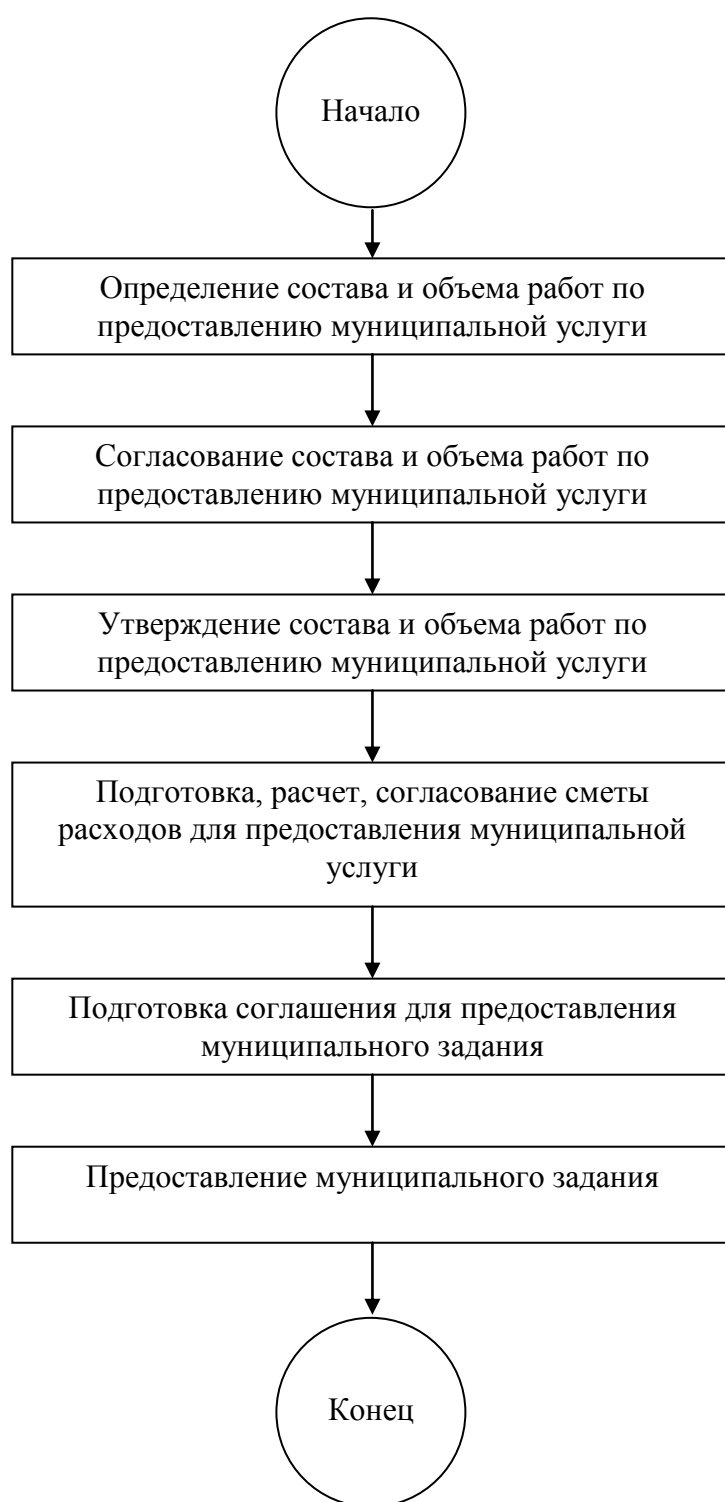 Начало
Определение состава и объема работ по
предоставлению муниципальной услуги
Согласование состава и объема работ по
предоставлению муниципальной услуги
Утверждение состава и объема работ по
предоставлению муниципальной услуги
Подготовка, расчет, согласование сметы
расходов для предоставления муниципальной
услуги
Подготовка соглашения для предоставления
муниципального задания
Предоставление муниципального задания
Конец